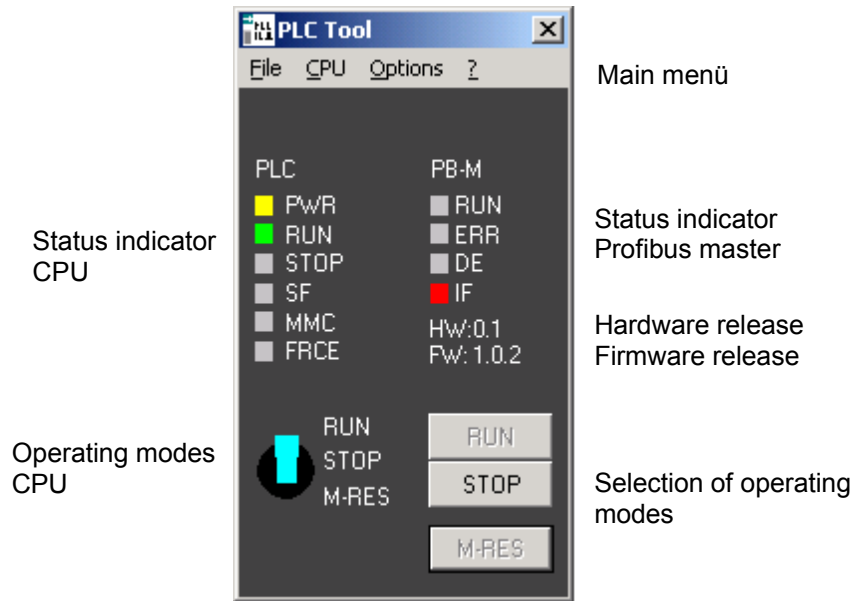 PLC Tool
File CPU Options ?
Main menü
PLC
PWR
RUN
STOP
SF
MMC
FRCE
PB-M
RUN
ERR
DE
IF
HW:0.1
FW: 1.0.2
Status indicator
CPU
Status indicator
Profibus master
Hardware release
Firmware release
Operating modes
CPU
RUN
STOP
M-RES
RUN
STOP
M-RES
Selection of operating
modes